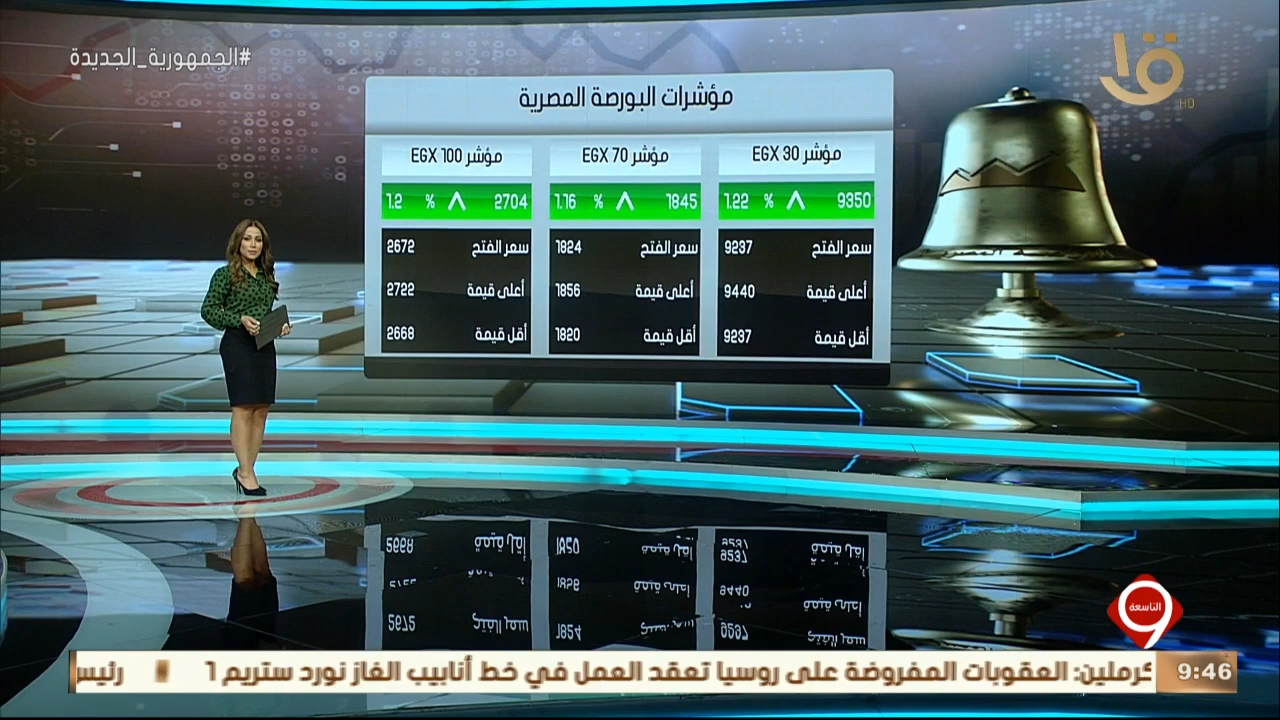 #الجمهورية_الجديدة
HD
مؤشرات البورصة المصرية
مؤشر EGX 30
9350 % 1.22
سعر الفتح 9237
أعلى قيمة 9440
أقل قيمة 9237
مؤشر EGX 70
1845 % 1.16
سعر الفتح 1824
أعلى قيمة 1856
أقل قيمة 1820
مؤشر EGX 100
2704 % 1.2
سعر الفتح 2672
أعلى قيمة 2722
أقل قيمة 2668
التاسعة
9
9:46
كرملين: العقوبات المفروضة على روسيا تعقد العمل في خط أنابيب الغاز نورد ستريم 1
رئيس